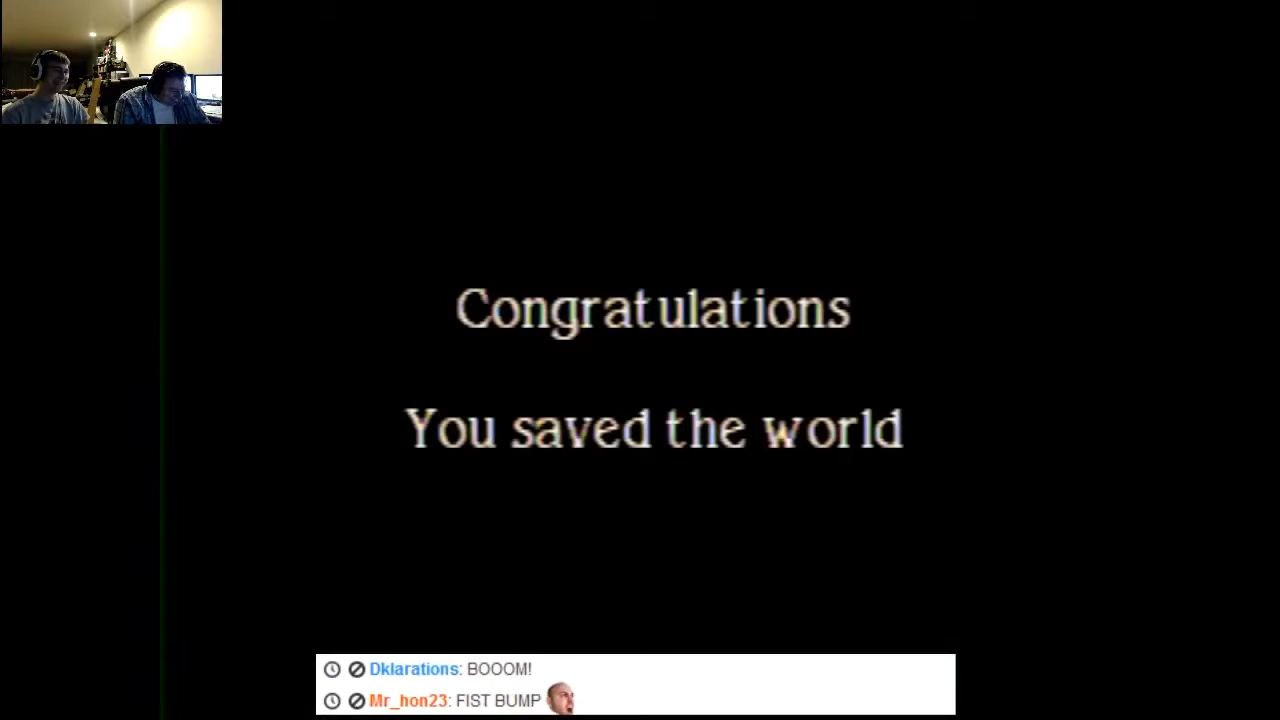 Congratulations
You saved the world
Dklarations: BOOOM!
Mr_hon23: FIST BUMP